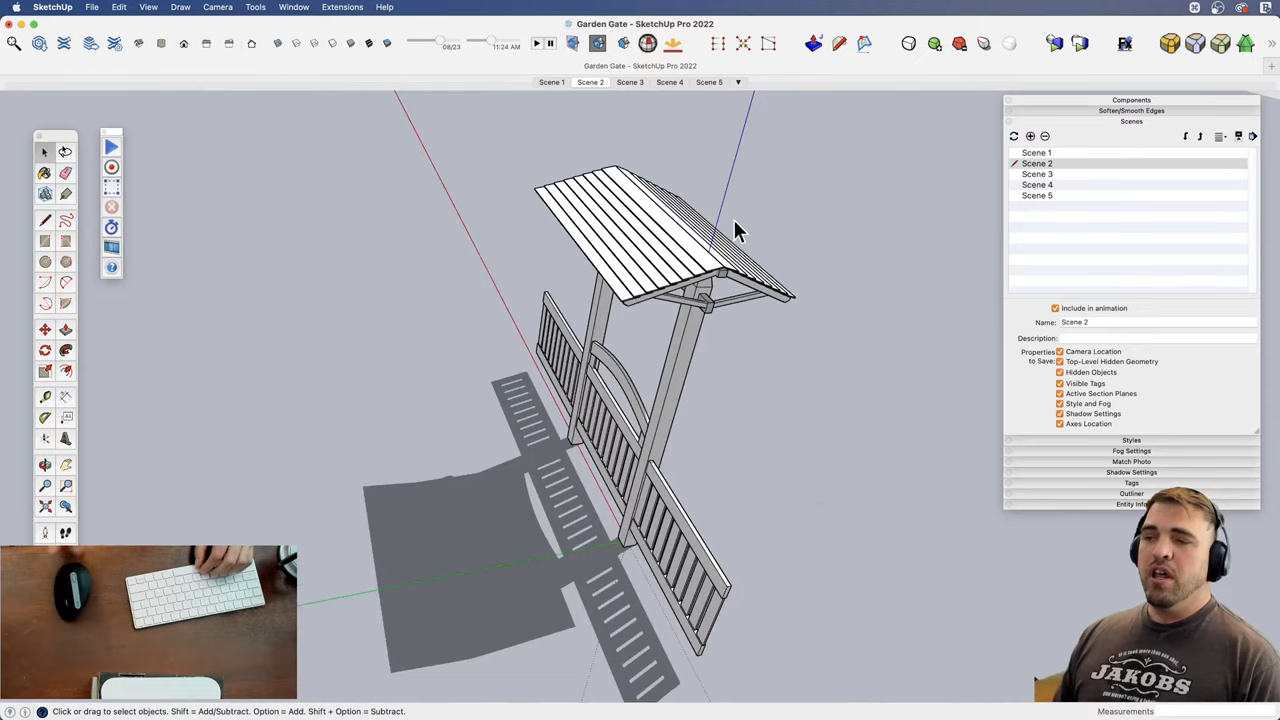 SketchUp File Edit View Camera Draw Tools Window Extensions Help
Garden Gate - SketchUp Pro 2022
08/23
11:24 AM
Garden Gate - SketchUp Pro 2022
Scene 1 Scene 2 Scene 3 Scene 4 Scene 5
Components
Soften/Smooth Edges
Scenes
Scene 1
Scene 2
Scene 3
Scene 4
Scene 5
Include in animation
Name: Scene 2
Description:
Properties to Save:
Camera Location
Top-Level Hidden Geometry
Hidden Objects
Visible Tags
Active Section Planes
Style and Fog
Shadow Settings
Axes Location
Styles
Fog Settings
Match Photo
Shadow Settings
Tags
Outliner
Entity Info
JAKOBS
Click or drag to select objects. Shift = Add/Subtract. Option = Add. Shift + Option = Subtract.
Measurements